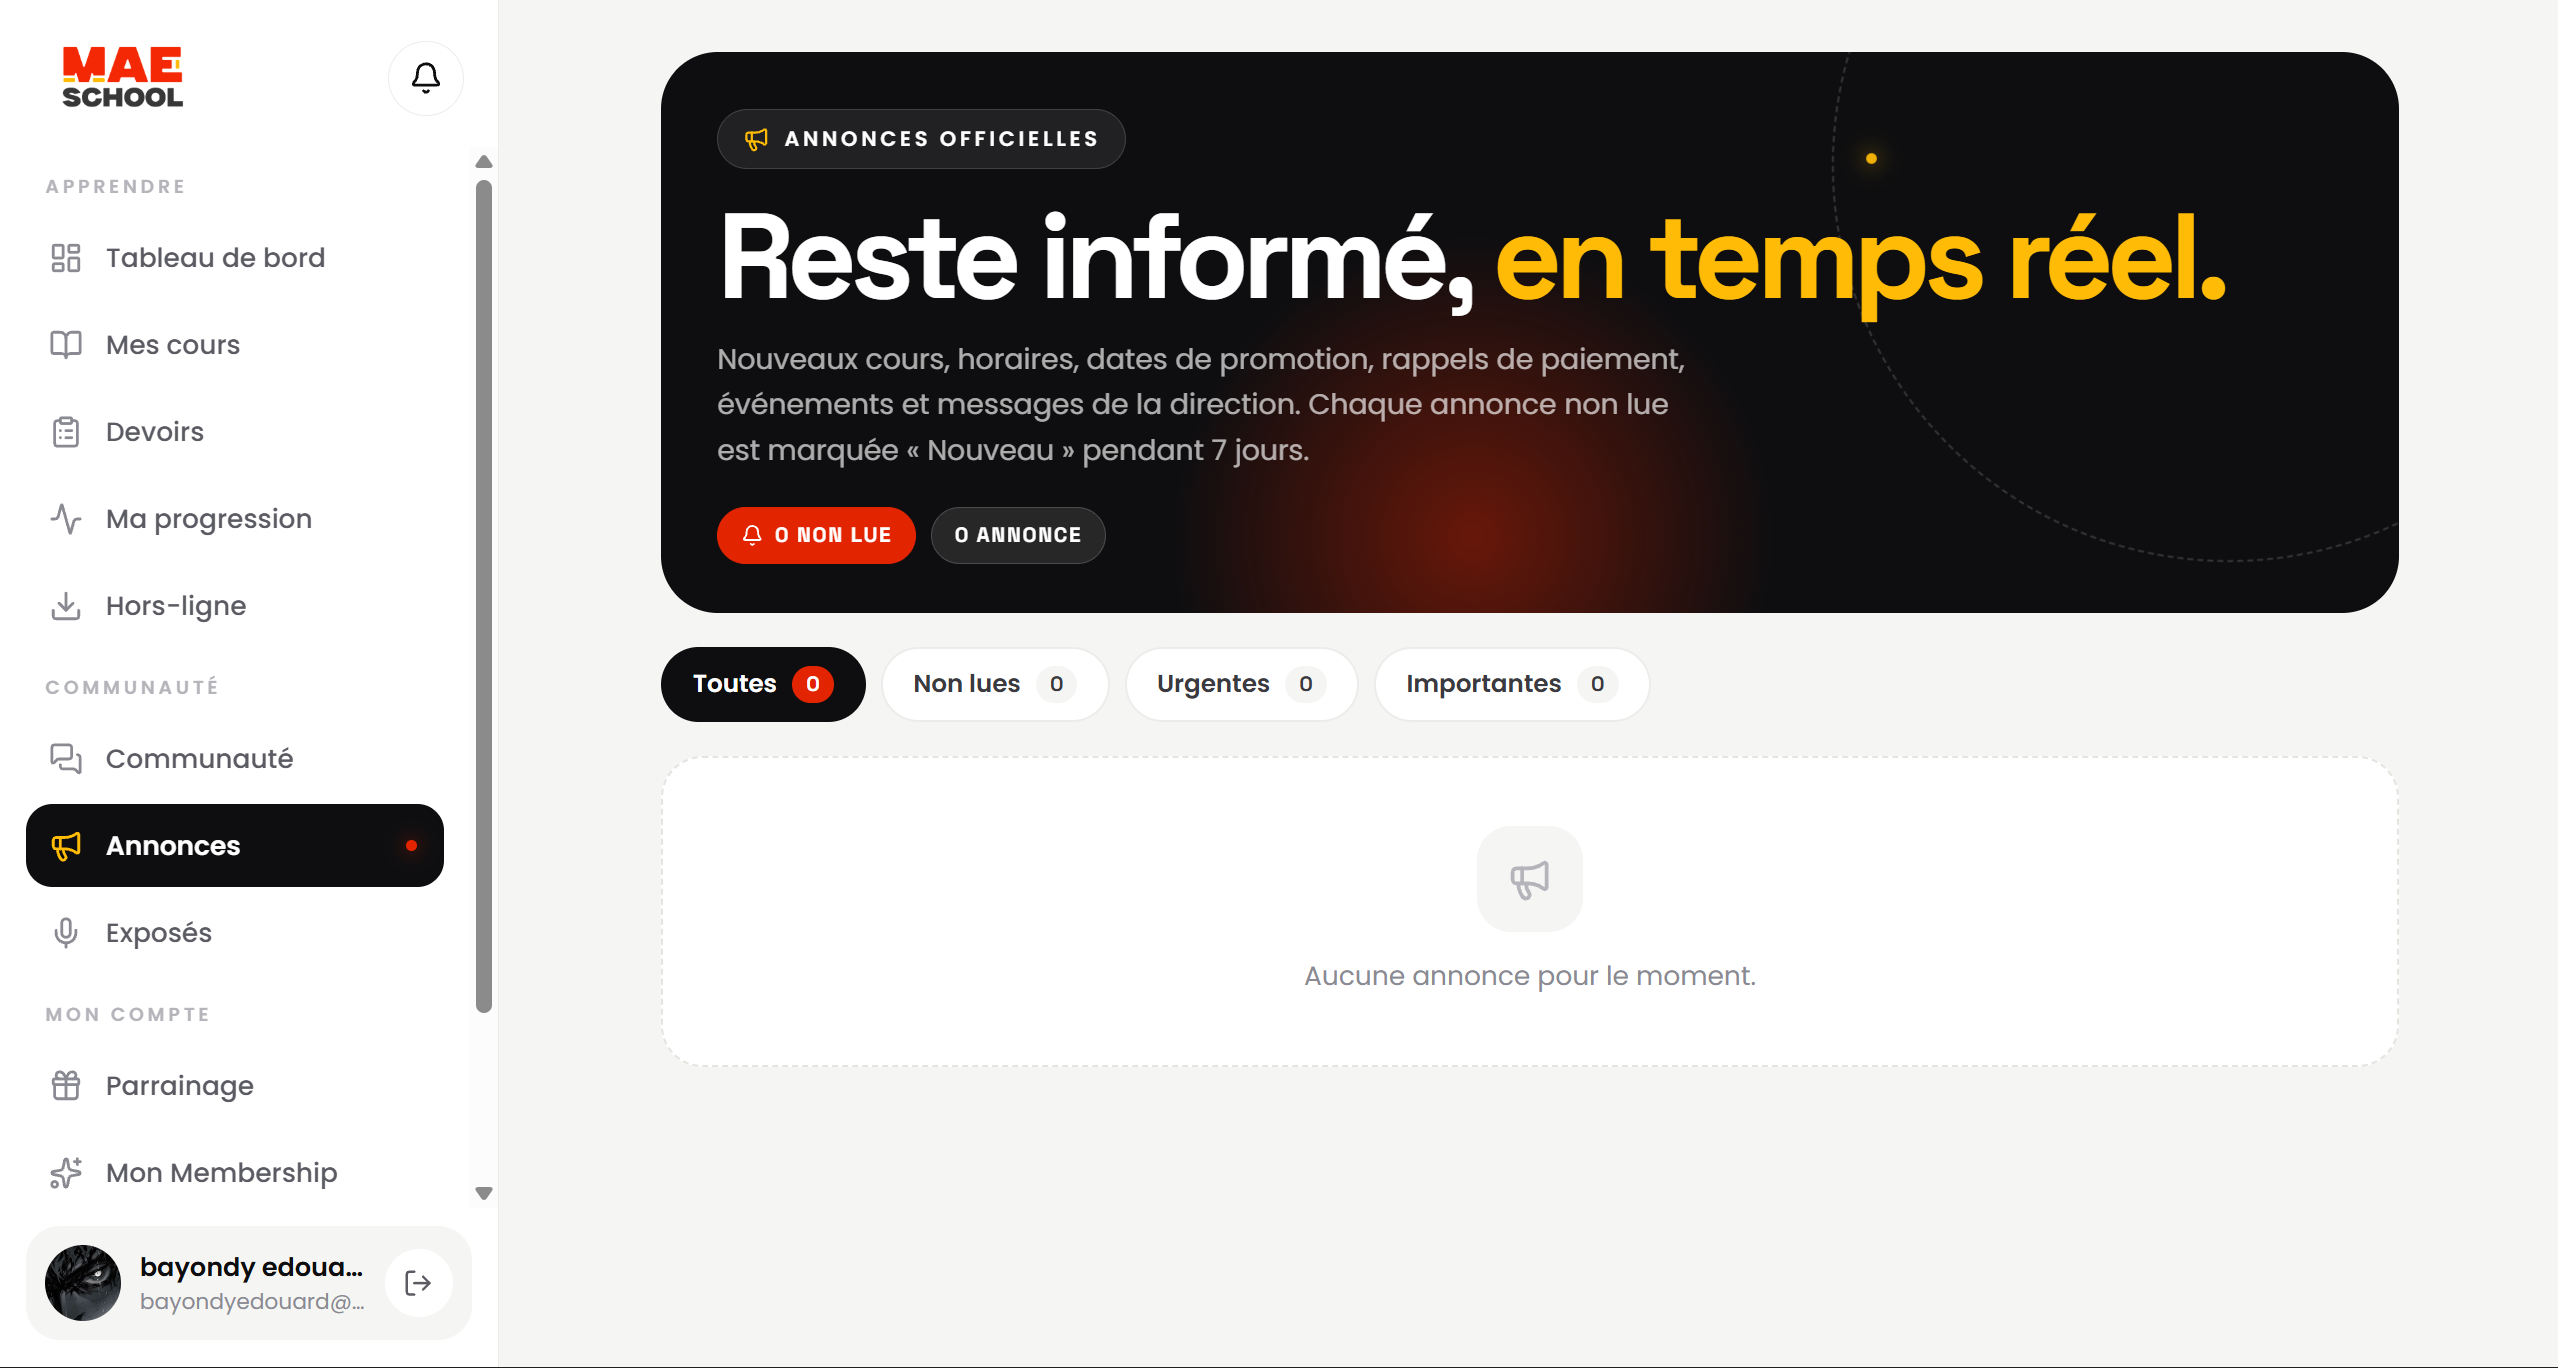 MAE
SCHOOL
APPRENDRE
Tableau de bord
Mes cours
Devoirs
Ma progression
Hors-ligne
COMMUNAUTÉ
Communauté
Annonces
Exposés
MON COMPTE
Parrainage
Mon Membership
bayondy edoua...
bayondyedouard@...
ANNONCES OFFICIELLES
Reste informé, en temps réel.
Nouveaux cours, horaires, dates de promotion, rappels de paiement,
événements et messages de la direction. Chaque annonce non lue
est marquée « Nouveau » pendant 7 jours.
0 NON LUE
0 ANNONCE
Toutes 0
Non lues 0
Urgentes 0
Importantes 0
Aucune annonce pour le moment.